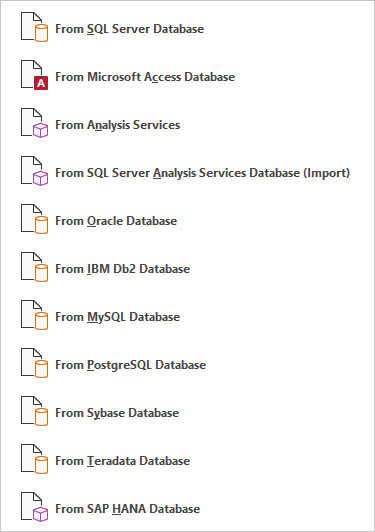 From SQL Server Database
A
From Microsoft Access Database
From Analysis Services
From SQL Server Analysis Services Database (Import)
From Oracle Database
From IBM Db2 Database
From MySQL Database
From PostgreSQL Database
From Sybase Database
From Teradata Database
From SAP HANA Database